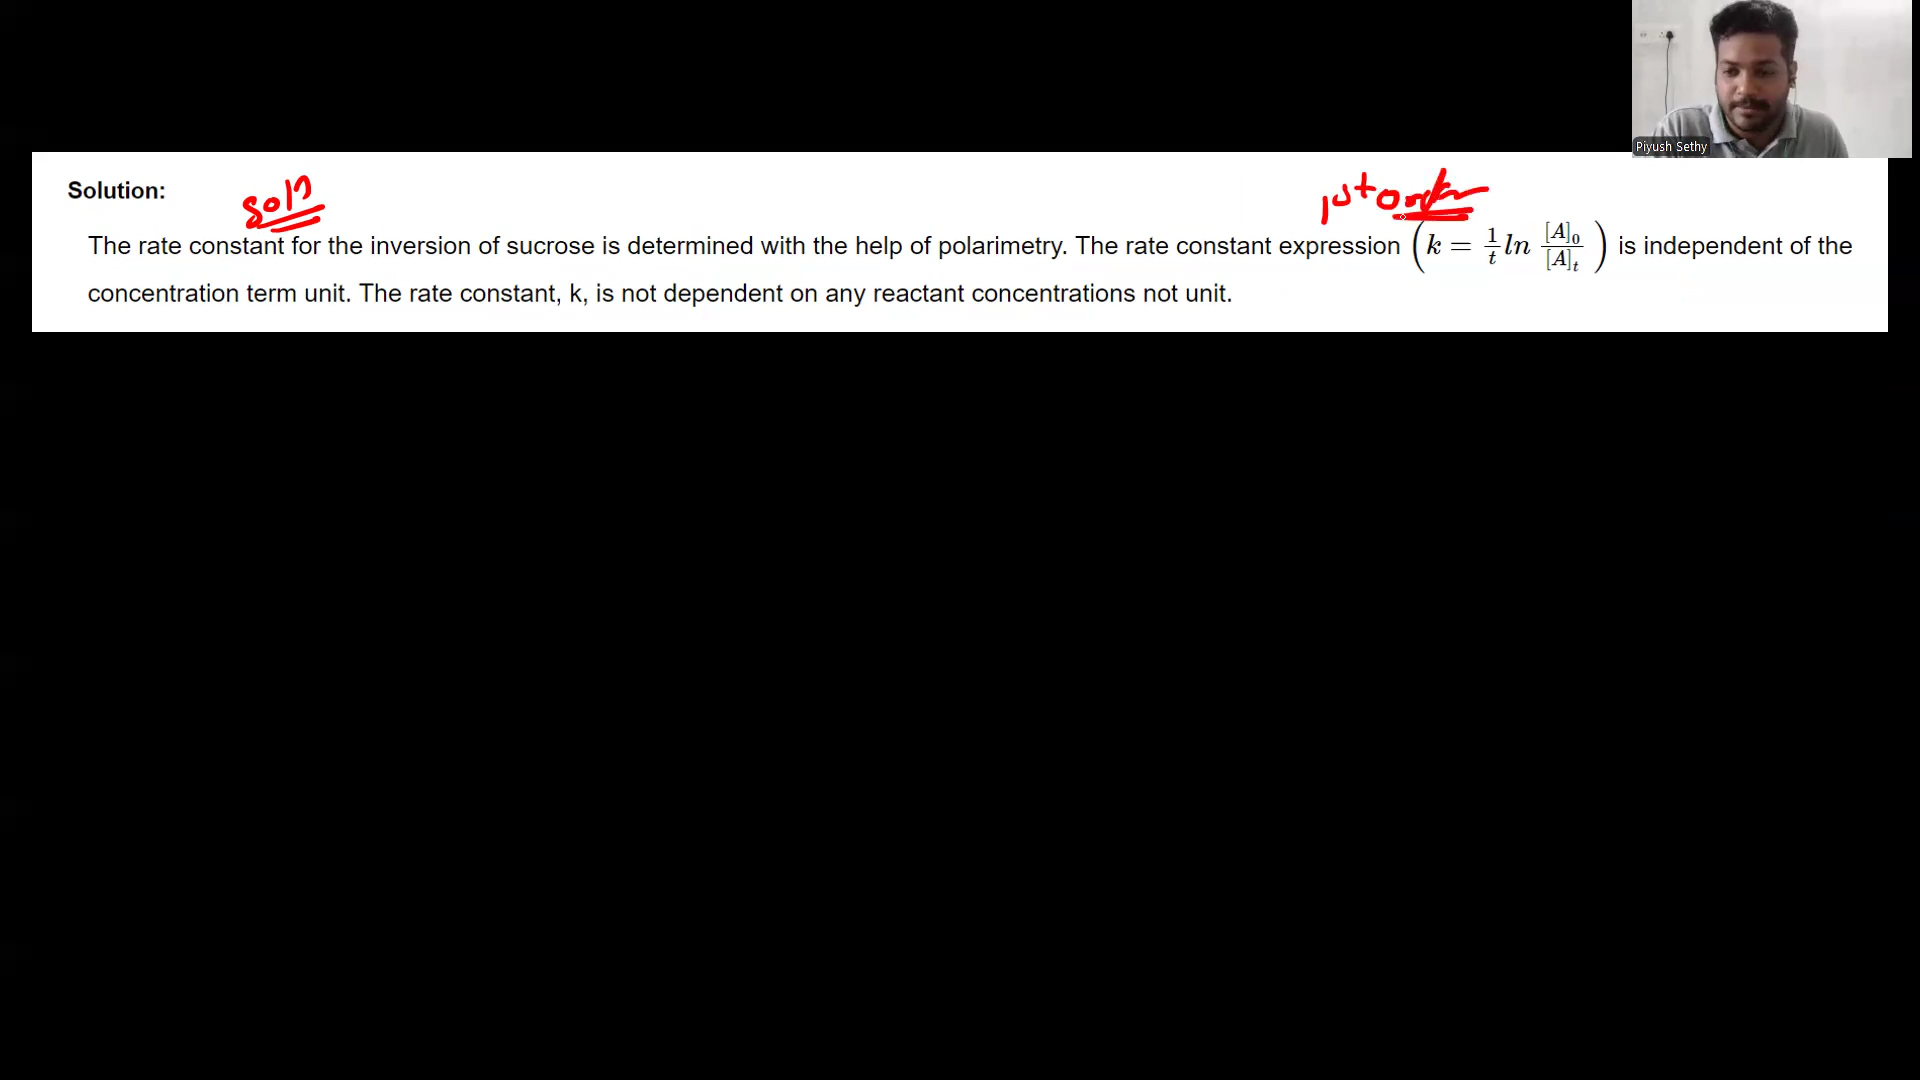 Piyush Sethy
Solution:
soln
1st order
The rate constant for the inversion of sucrose is determined with the help of polarimetry. The rate constant expression (k = 1/t ln [A]₀/[A]ₜ) is independent of the
concentration term unit. The rate constant, k, is not dependent on any reactant concentrations not unit.